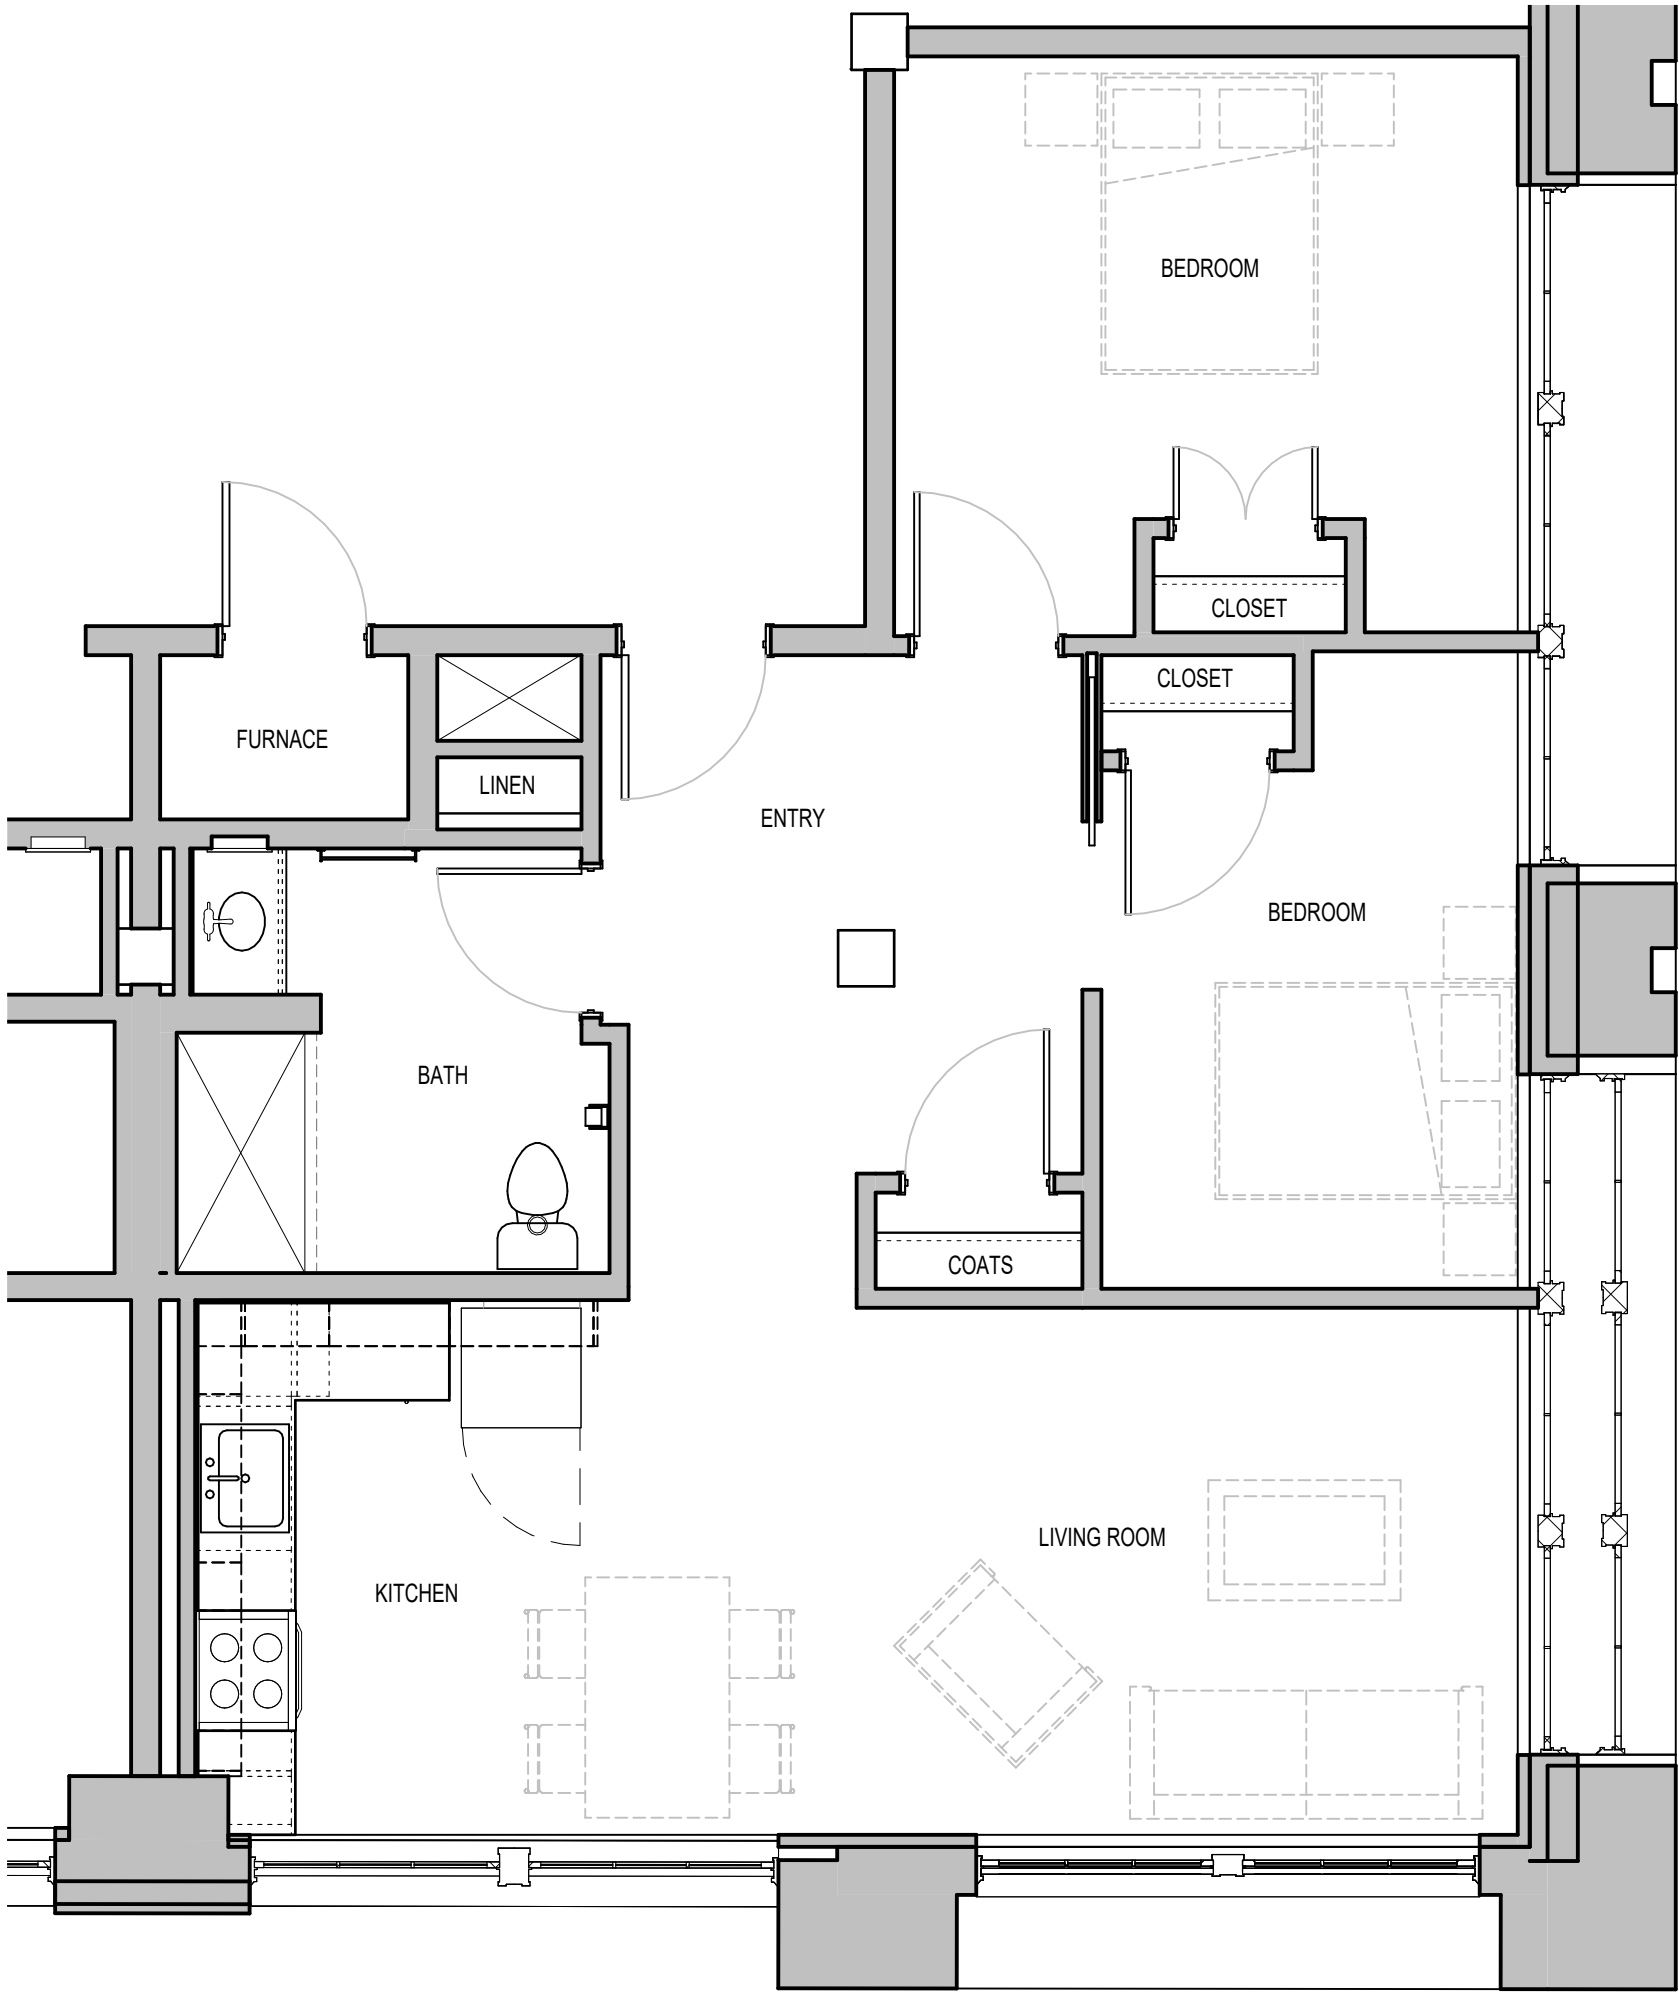 BEDROOM
CLOSET
CLOSET
FURNACE
LINEN
ENTRY
BEDROOM
BATH
COATS
LIVING ROOM
KITCHEN